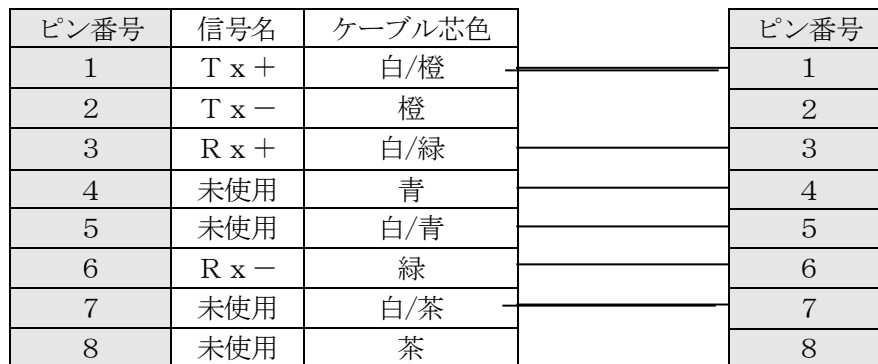 ピン番号 信号名 ケーブル芯色 ピン番号
1 Tx+ 白/橙 1
2 Tx- 橙 2
3 Rx+ 白/緑 3
4 未使用 青 4
5 未使用 白/青 5
6 Rx- 緑 6
7 未使用 白/茶 7
8 未使用 茶 8